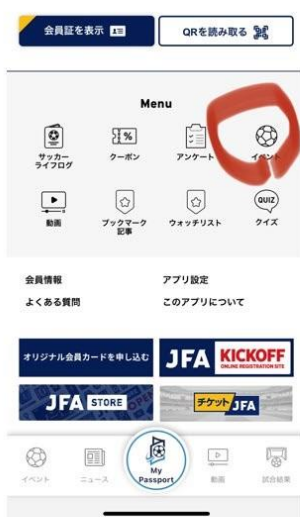 会員証を表示
QRを読み取る
Menu
サッカー
ライフログ
%
クーポン
アンケート
イベント
動画
ブックマーク
記事
ウォッチリスト
QUIZ
クイズ
会員情報
アプリ設定
よくある質問
このアプリについて
オリジナル会員カードを申し込む
JFA KICKOFF
ONLINE REGISTRATION SITE
JFA STORE OPEN
チケット JFA
イベント
ニュース
My
Passport
動画
試合結果